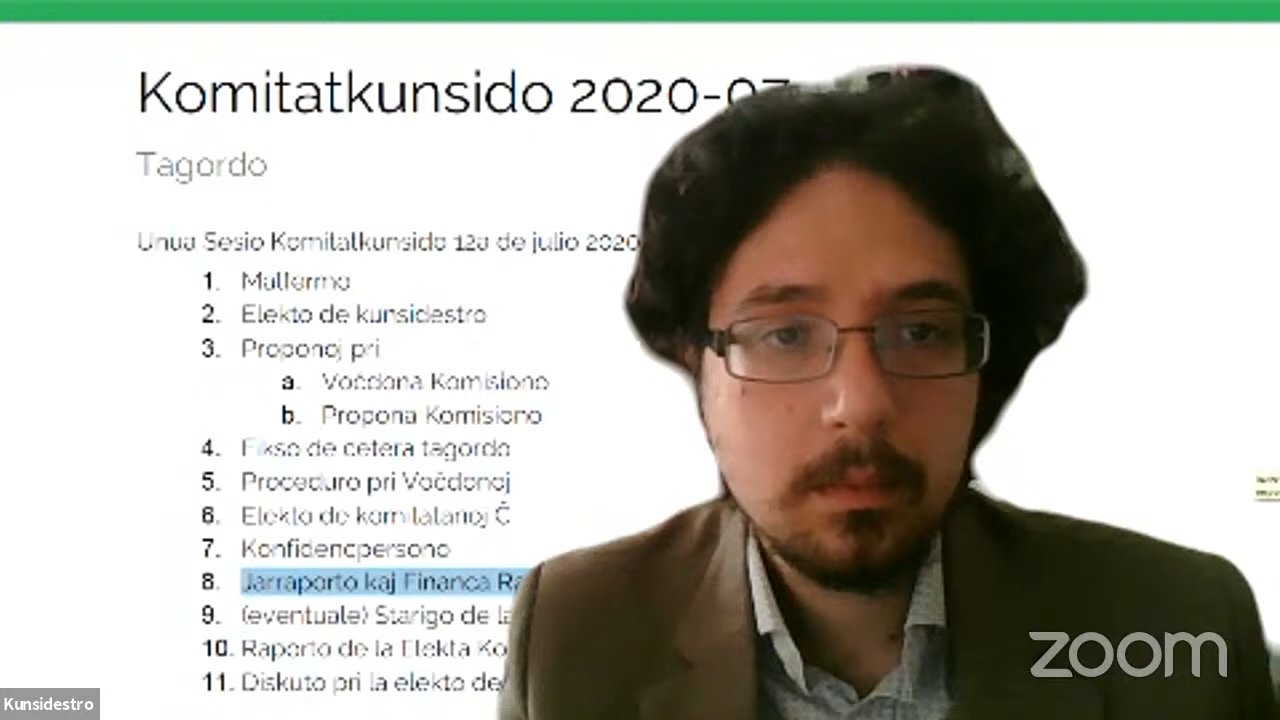 Komitatkunsido 2020-07
Tagordo
Unua Sesio Komitatkunsido 12a de julio 2020
1. Malfermo
2. Elekto de kunsidestro
3. Proponoj pri
a. Voĉdona Komisiono
b. Propona Komisiono
4. Fikso de cetera tagordo
5. Proceduro pri Voĉdonoj
6. Elekto de komitatanoj Ĉ
7. Konfidencpersono
8. Jarraporto kaj Financa Ra
9. (eventuale) Starigo de la
10. Raporto de la Elekta Ko
11. Diskuto pri la elekto de
zoom
Kunsidestro